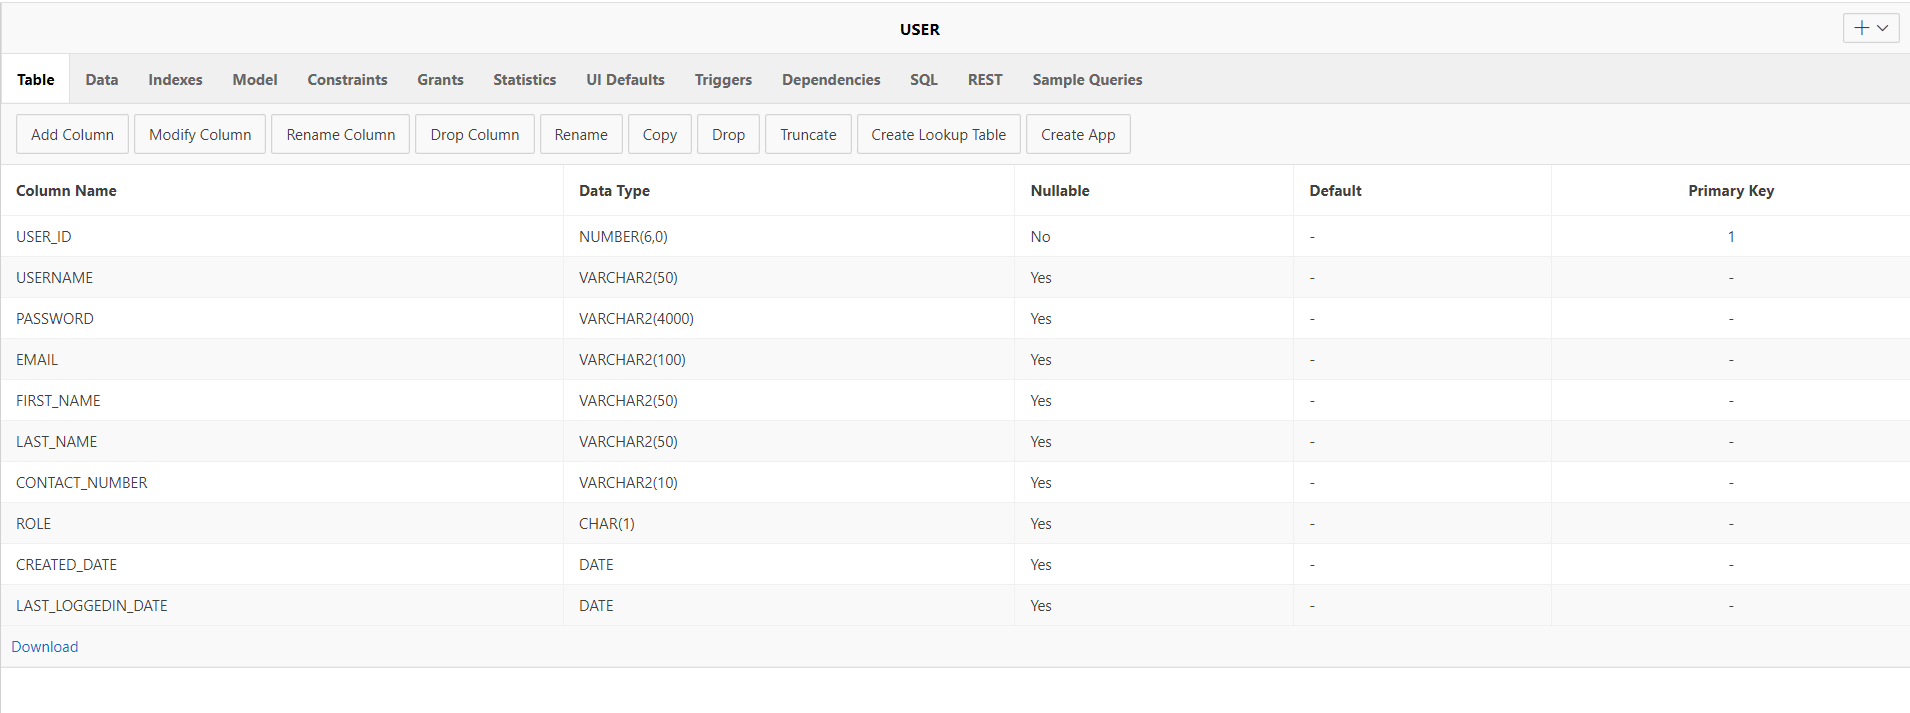 USER
Table Data Indexes Model Constraints Grants Statistics UI Defaults Triggers Dependencies SQL REST Sample Queries
Add Column Modify Column Rename Column Drop Column Rename Copy Drop Truncate Create Lookup Table Create App
Column Name Data Type Nullable Default Primary Key
USER_ID NUMBER(6,0) No - 1
USERNAME VARCHAR2(50) Yes - -
PASSWORD VARCHAR2(4000) Yes - -
EMAIL VARCHAR2(100) Yes - -
FIRST_NAME VARCHAR2(50) Yes - -
LAST_NAME VARCHAR2(50) Yes - -
CONTACT_NUMBER VARCHAR2(10) Yes - -
ROLE CHAR(1) Yes - -
CREATED_DATE DATE Yes - -
LAST_LOGGEDIN_DATE DATE Yes - -
Download